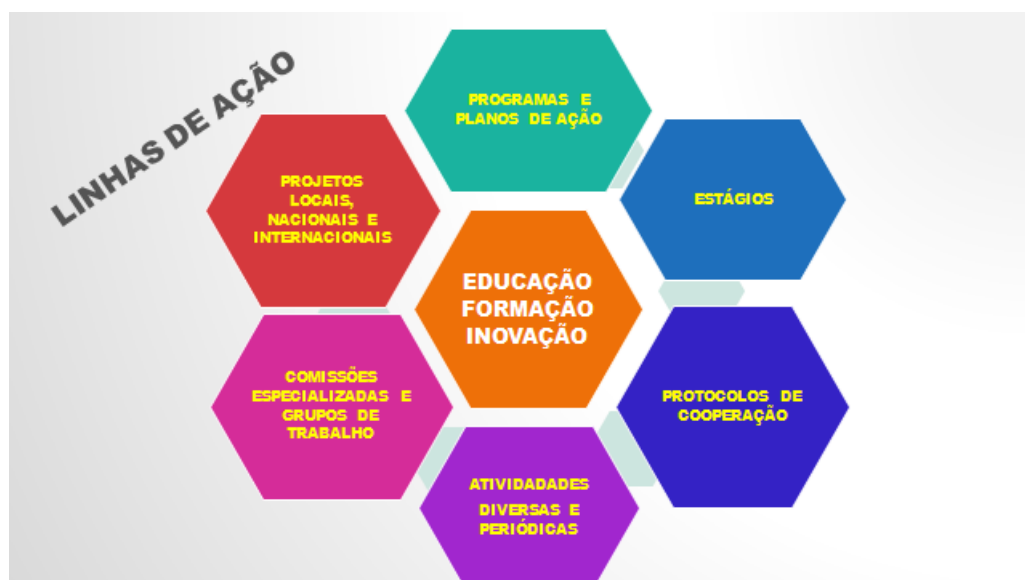 LINHAS DE AÇÃO
PROGRAMAS E
PLANOS DE AÇÃO
ESTÁGIOS
PROTOCOLOS DE
COOPERAÇÃO
ATIVIDADADES
DIVERSAS E
PERIÓDICAS
COMISSÕES
ESPECIALIZADAS E
GRUPOS DE
TRABALHO
PROJETOS
LOCAIS,
NACIONAIS E
INTERNACIONAIS
EDUCAÇÃO
FORMAÇÃO
INOVAÇÃO